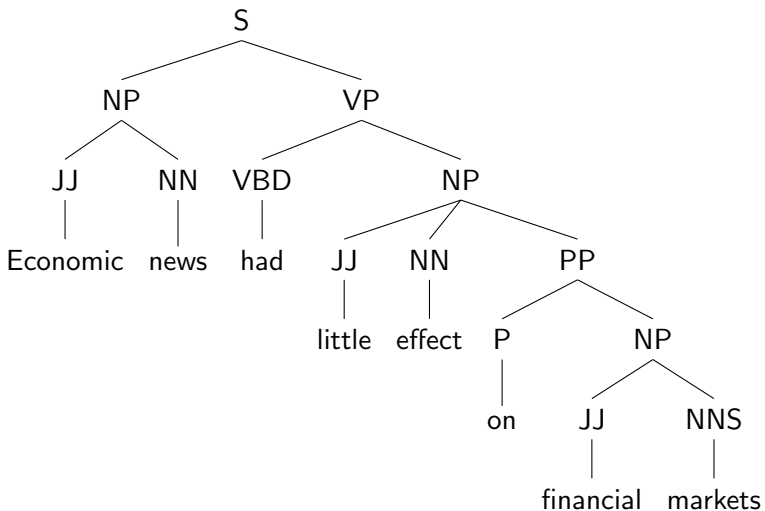 S
NP VP
JJ NN VBD NP
Economic news had JJ NN PP
little effect P NP
on JJ NNS
financial markets